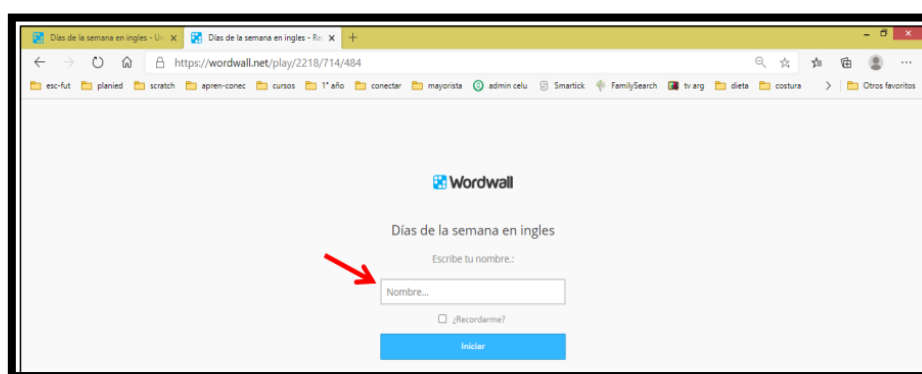 Días de la semana en ingles - U
Días de la semana en ingles - Re
https://wordwall.net/play/2218/714/484
esc-fut planied scratch apren-conec cursos 1° año conectar mayorista admin celu Smartick FamilySearch tv arg dieta costura Otros favoritos
Wordwall
Días de la semana en ingles
Escribe tu nombre.:
Nombre...
¿Recordarme?
Iniciar